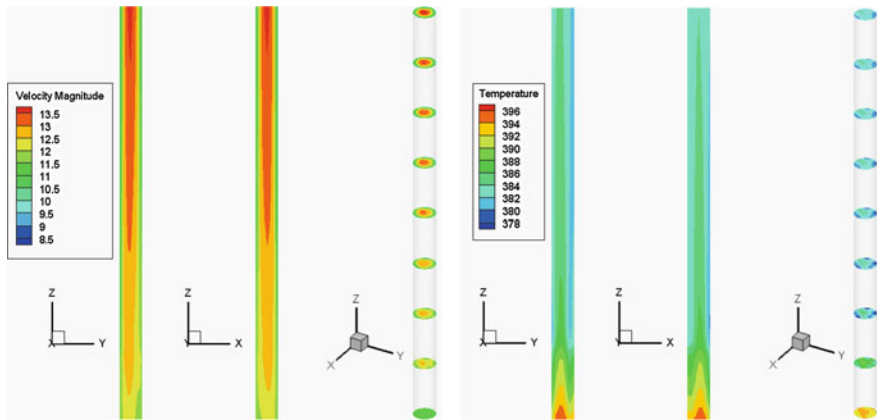 Velocity Magnitude
13.5
13
12.5
12
11.5
11
10.5
10
9.5
9
8.5
Z
X
Y
Z
Y
X
Z
X
Y
Temperature
396
394
392
390
388
386
384
382
380
378
Z
X
Y
Z
Y
X
Z
X
Y